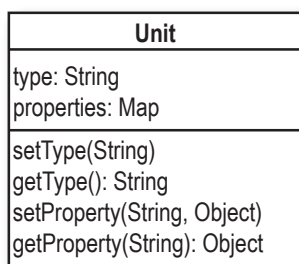 Unit
type: String
properties: Map
setType(String)
getType(): String
setProperty(String, Object)
getProperty(String): Object